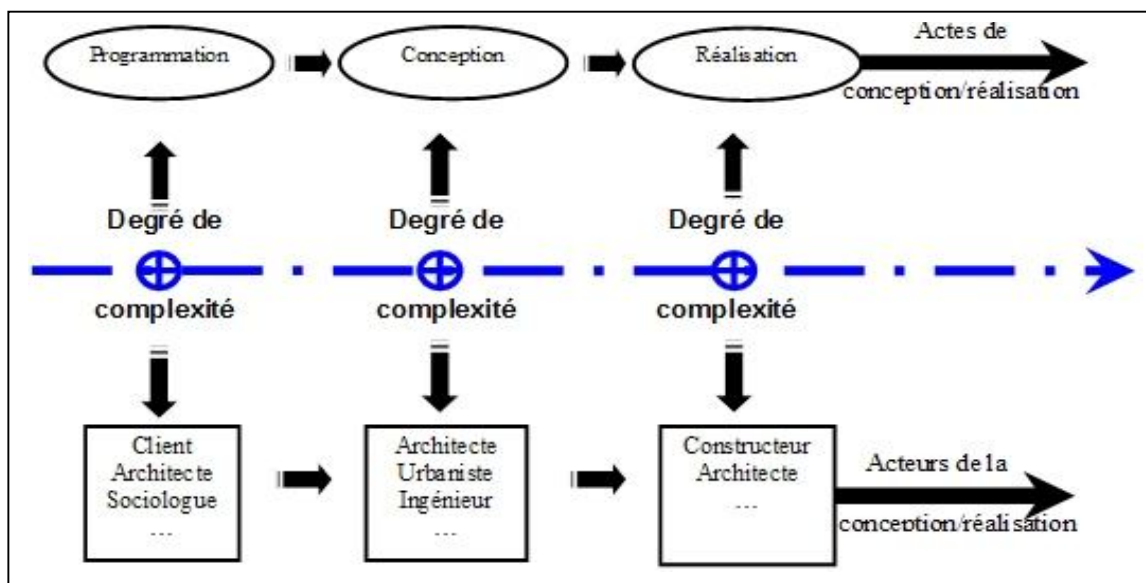 Programmation
Conception
Réalisation
Actes de
conception/réalisation
Degré de
complexité
Degré de
complexité
Degré de
complexité
Client
Architecte
Sociologue
...
Architecte
Urbaniste
Ingénieur
...
Constructeur
Architecte
...
Acteurs de la
conception/réalisation